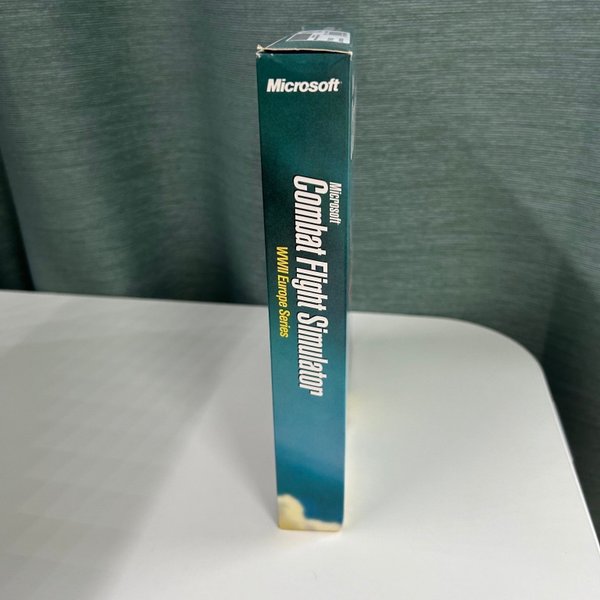 Microsoft
Microsoft
Combat Flight Simulator
WWII Europe Series